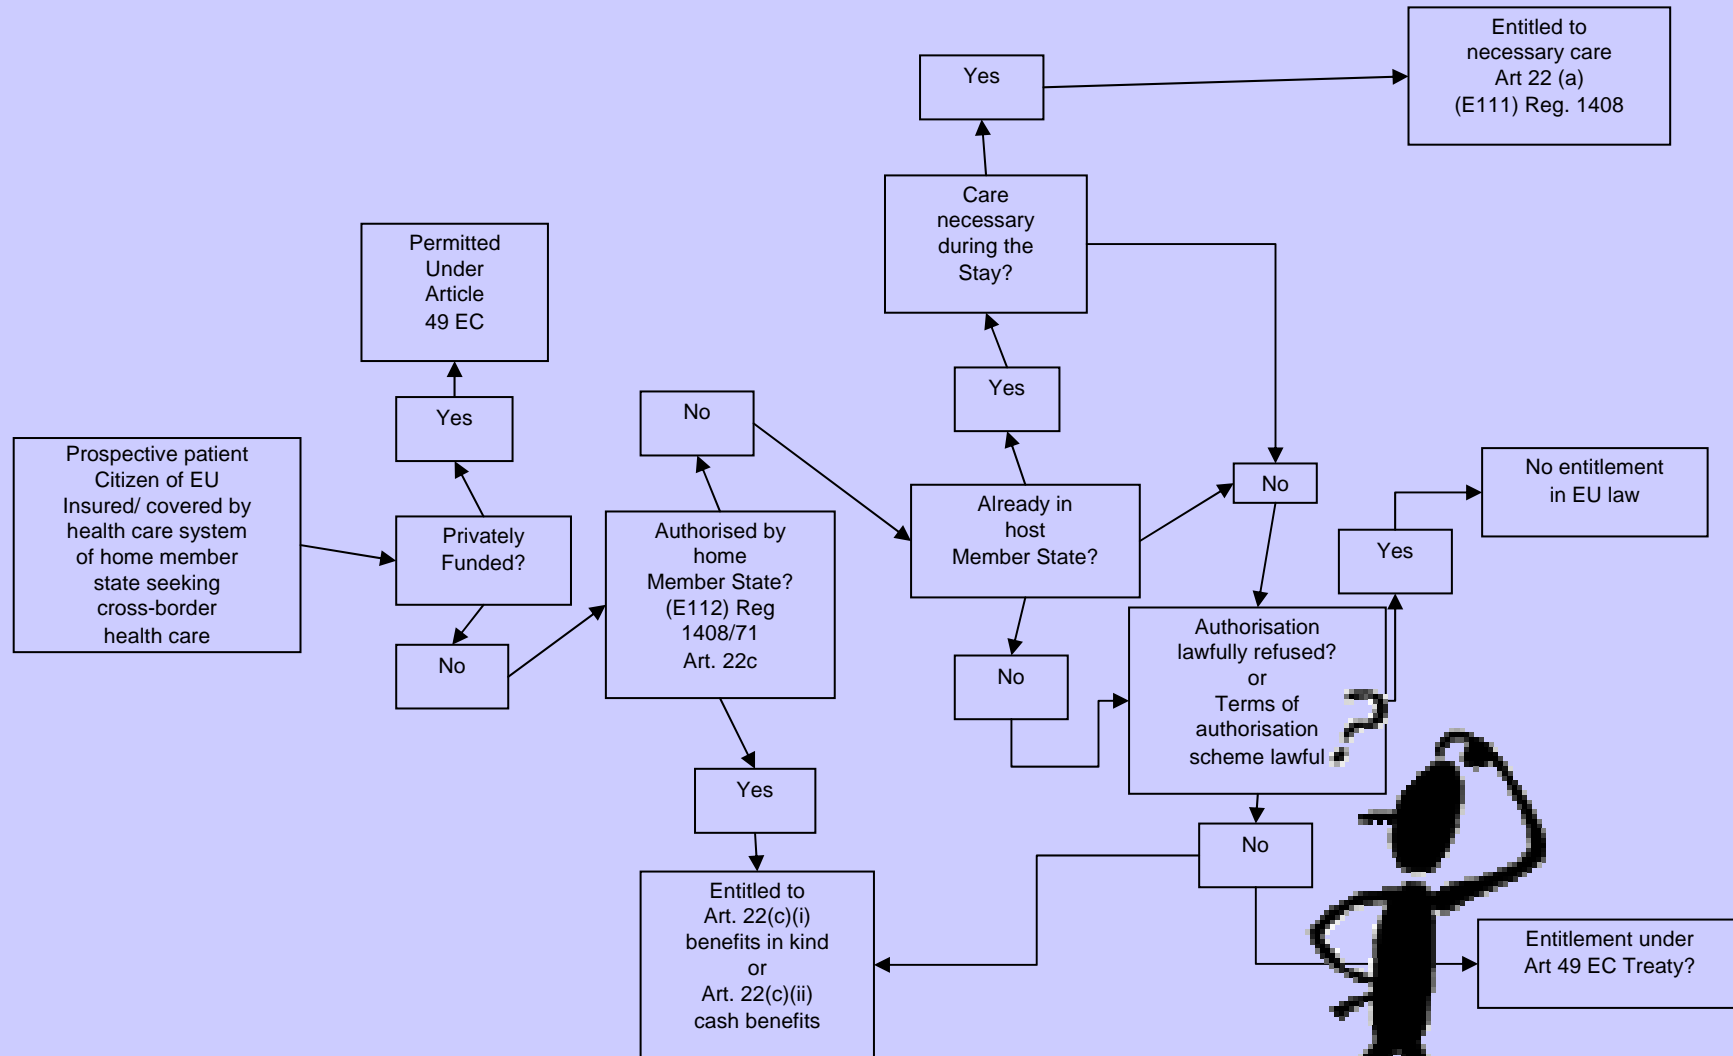 Entitled to
necessary care
Art 22 (a)
(E111) Reg. 1408
Yes
Care
necessary
during the
Stay?
Permitted
Under
Article
49 EC
Yes
No
Yes
Prospective patient
Citizen of EU
Insured/ covered by
health care system
of home member
state seeking
cross-border
health care
Privately
Funded?
No
Authorised by
home
Member State?
(E112) Reg
1408/71
Art. 22c
Already in
host
Member State?
No
No entitlement
in EU law
Yes
No
Authorisation
lawfully refused?
or
Terms of
authorisation
scheme lawful
?
Yes
No
Entitled to
Art. 22(c)(i)
benefits in kind
or
Art. 22(c)(ii)
cash benefits
Entitlement under
Art 49 EC Treaty?